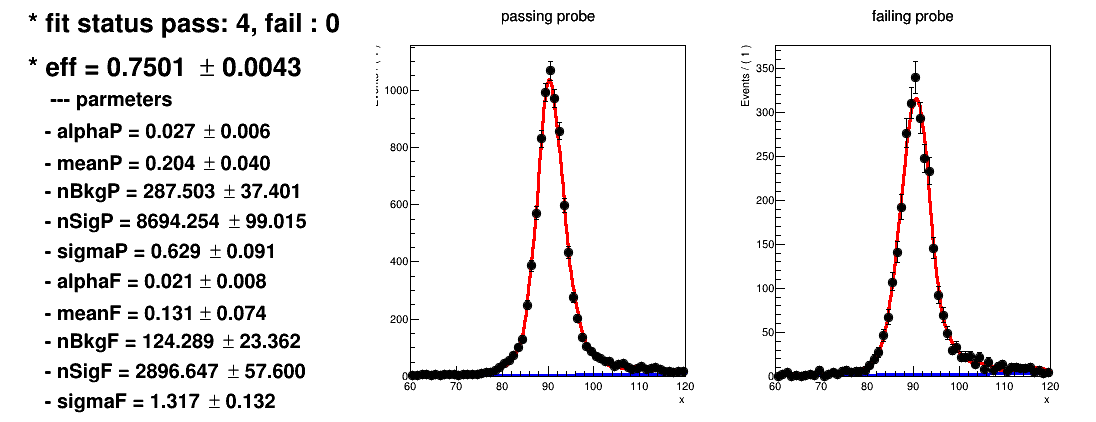 * fit status pass: 4, fail : 0
* eff = 0.7501 ± 0.0043
--- parmeters
- alphaP = 0.027 ± 0.006
- meanP = 0.204 ± 0.040
- nBkgP = 287.503 ± 37.401
- nSigP = 8694.254 ± 99.015
- sigmaP = 0.629 ± 0.091
- alphaF = 0.021 ± 0.008
- meanF = 0.131 ± 0.074
- nBkgF = 124.289 ± 23.362
- nSigF = 2896.647 ± 57.600
- sigmaF = 1.317 ± 0.132
passing probe
1000
800
600
400
200
0
60 70 80 90 100 110 120
x
failing probe
Events / ( 1 )
350
300
250
200
150
100
50
0
60 70 80 90 100 110 120
x